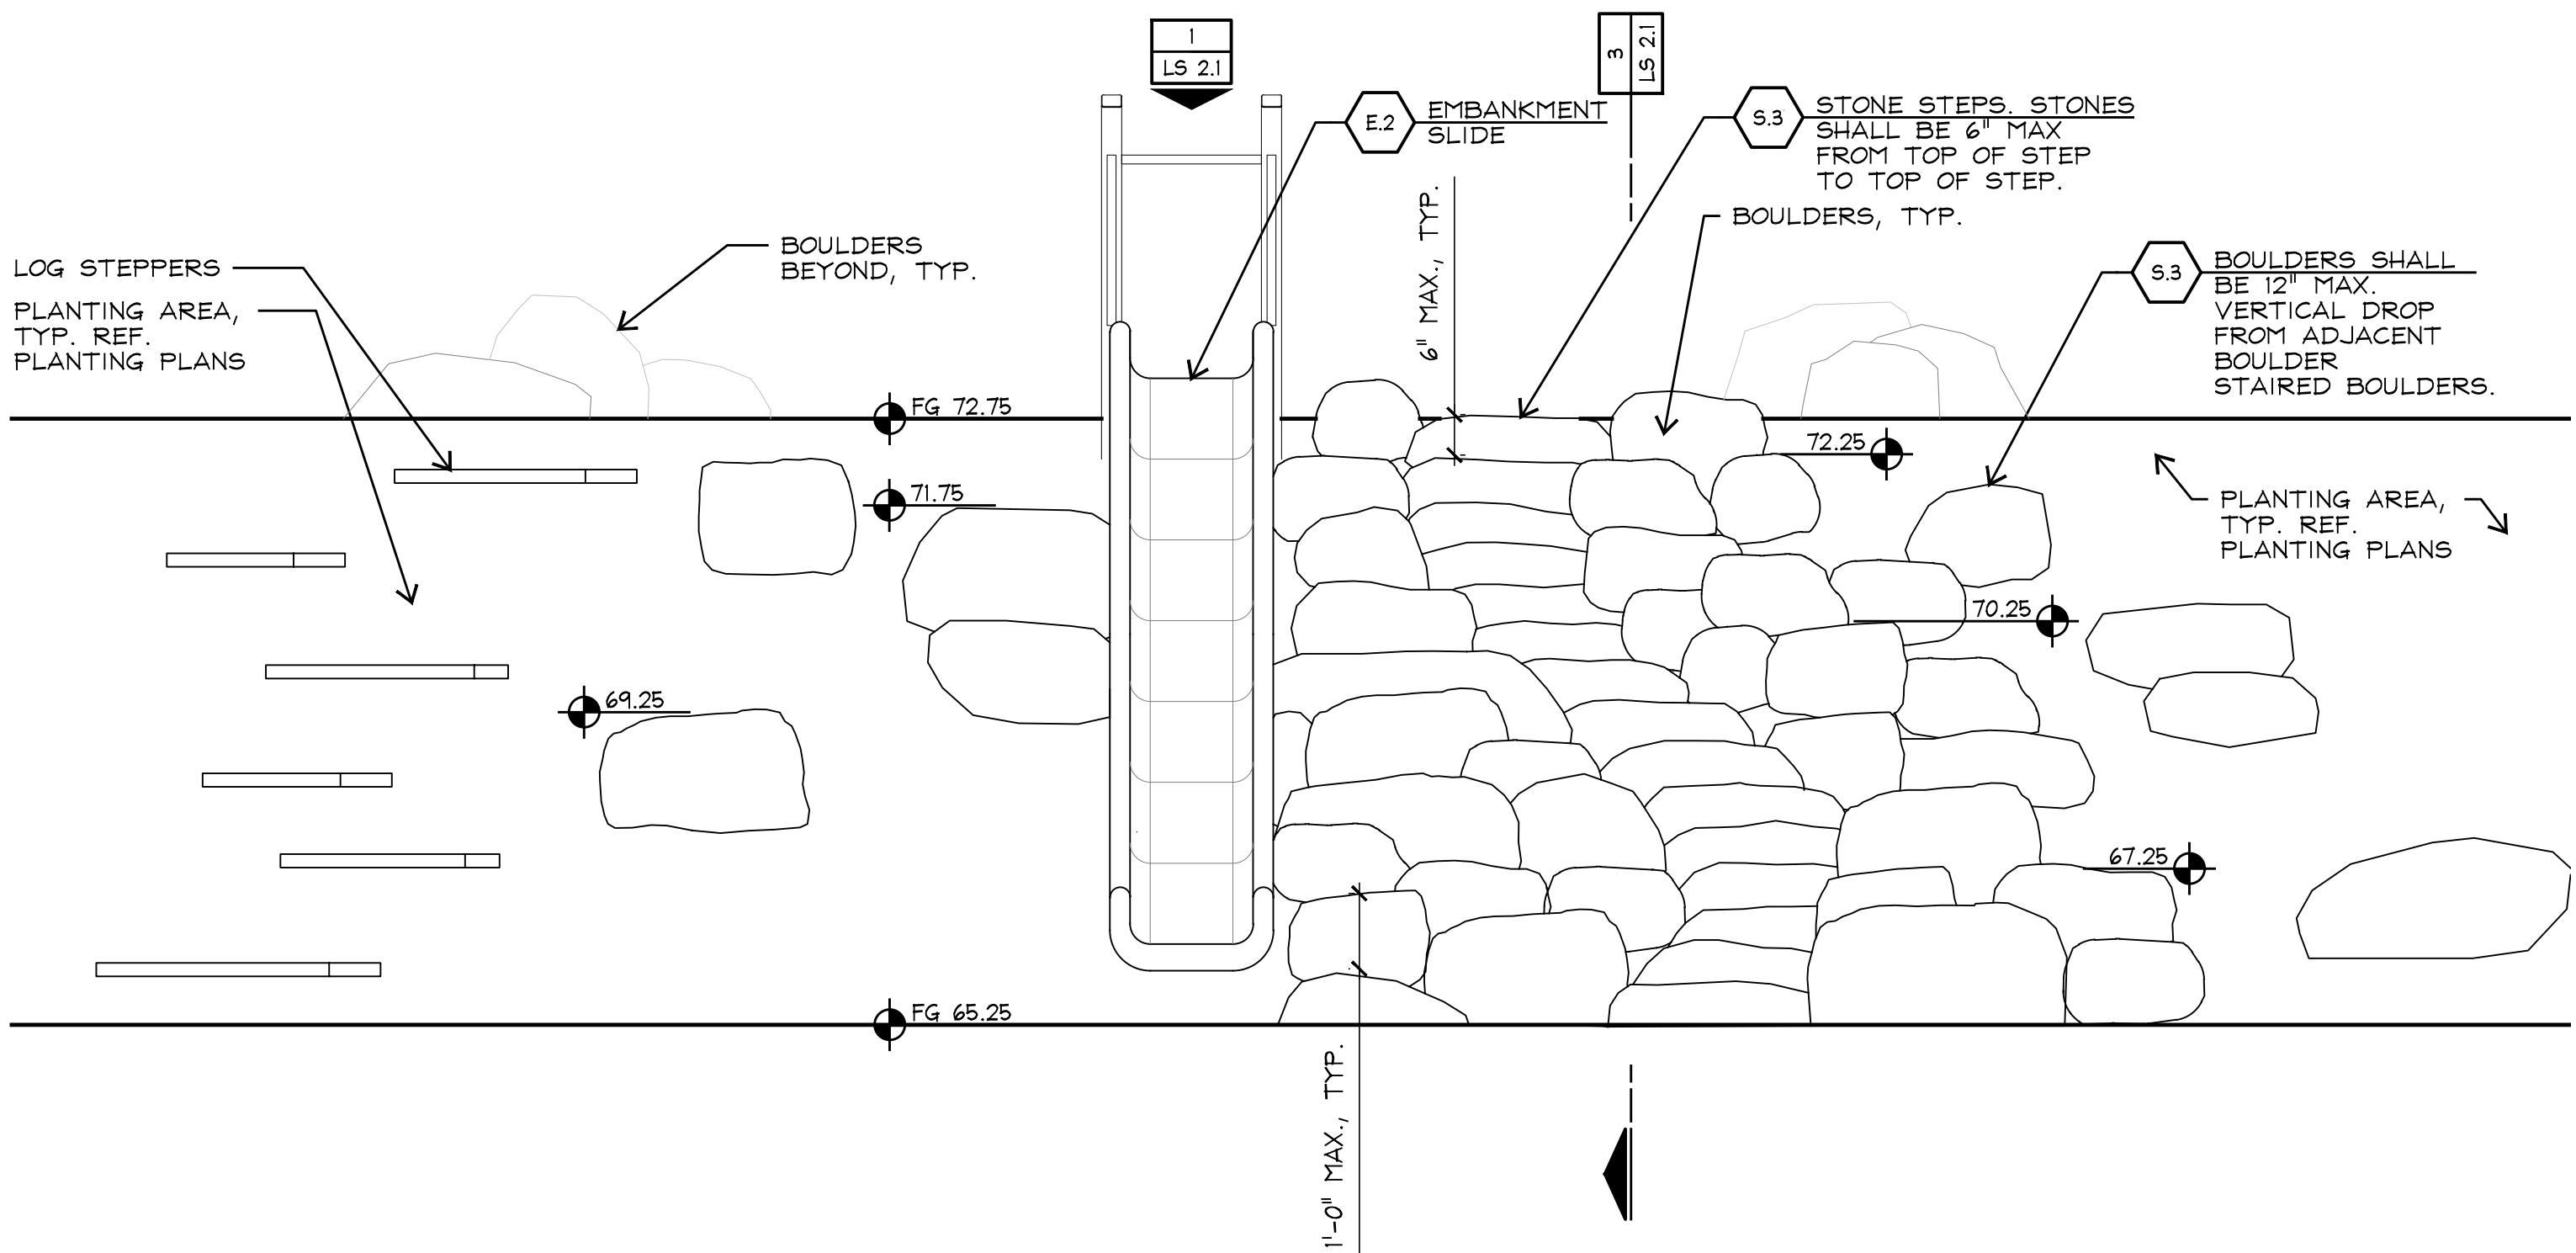 1
LS 2.1
3
LS 2.1
E.2
EMBANKMENT
SLIDE
S.3
STONE STEPS. STONES
SHALL BE 6" MAX
FROM TOP OF STEP
TO TOP OF STEP.
BOULDERS, TYP.
6" MAX., TYP.
BOULDERS
BEYOND, TYP.
LOG STEPPERS
PLANTING AREA,
TYP. REF.
PLANTING PLANS
S.3
BOULDERS SHALL
BE 12" MAX.
VERTICAL DROP
FROM ADJACENT
BOULDER
STAIRED BOULDERS.
FG 72.75
72.25
71.75
PLANTING AREA,
TYP. REF.
PLANTING PLANS
70.25
69.25
67.25
FG 65.25
1'-0" MAX., TYP.